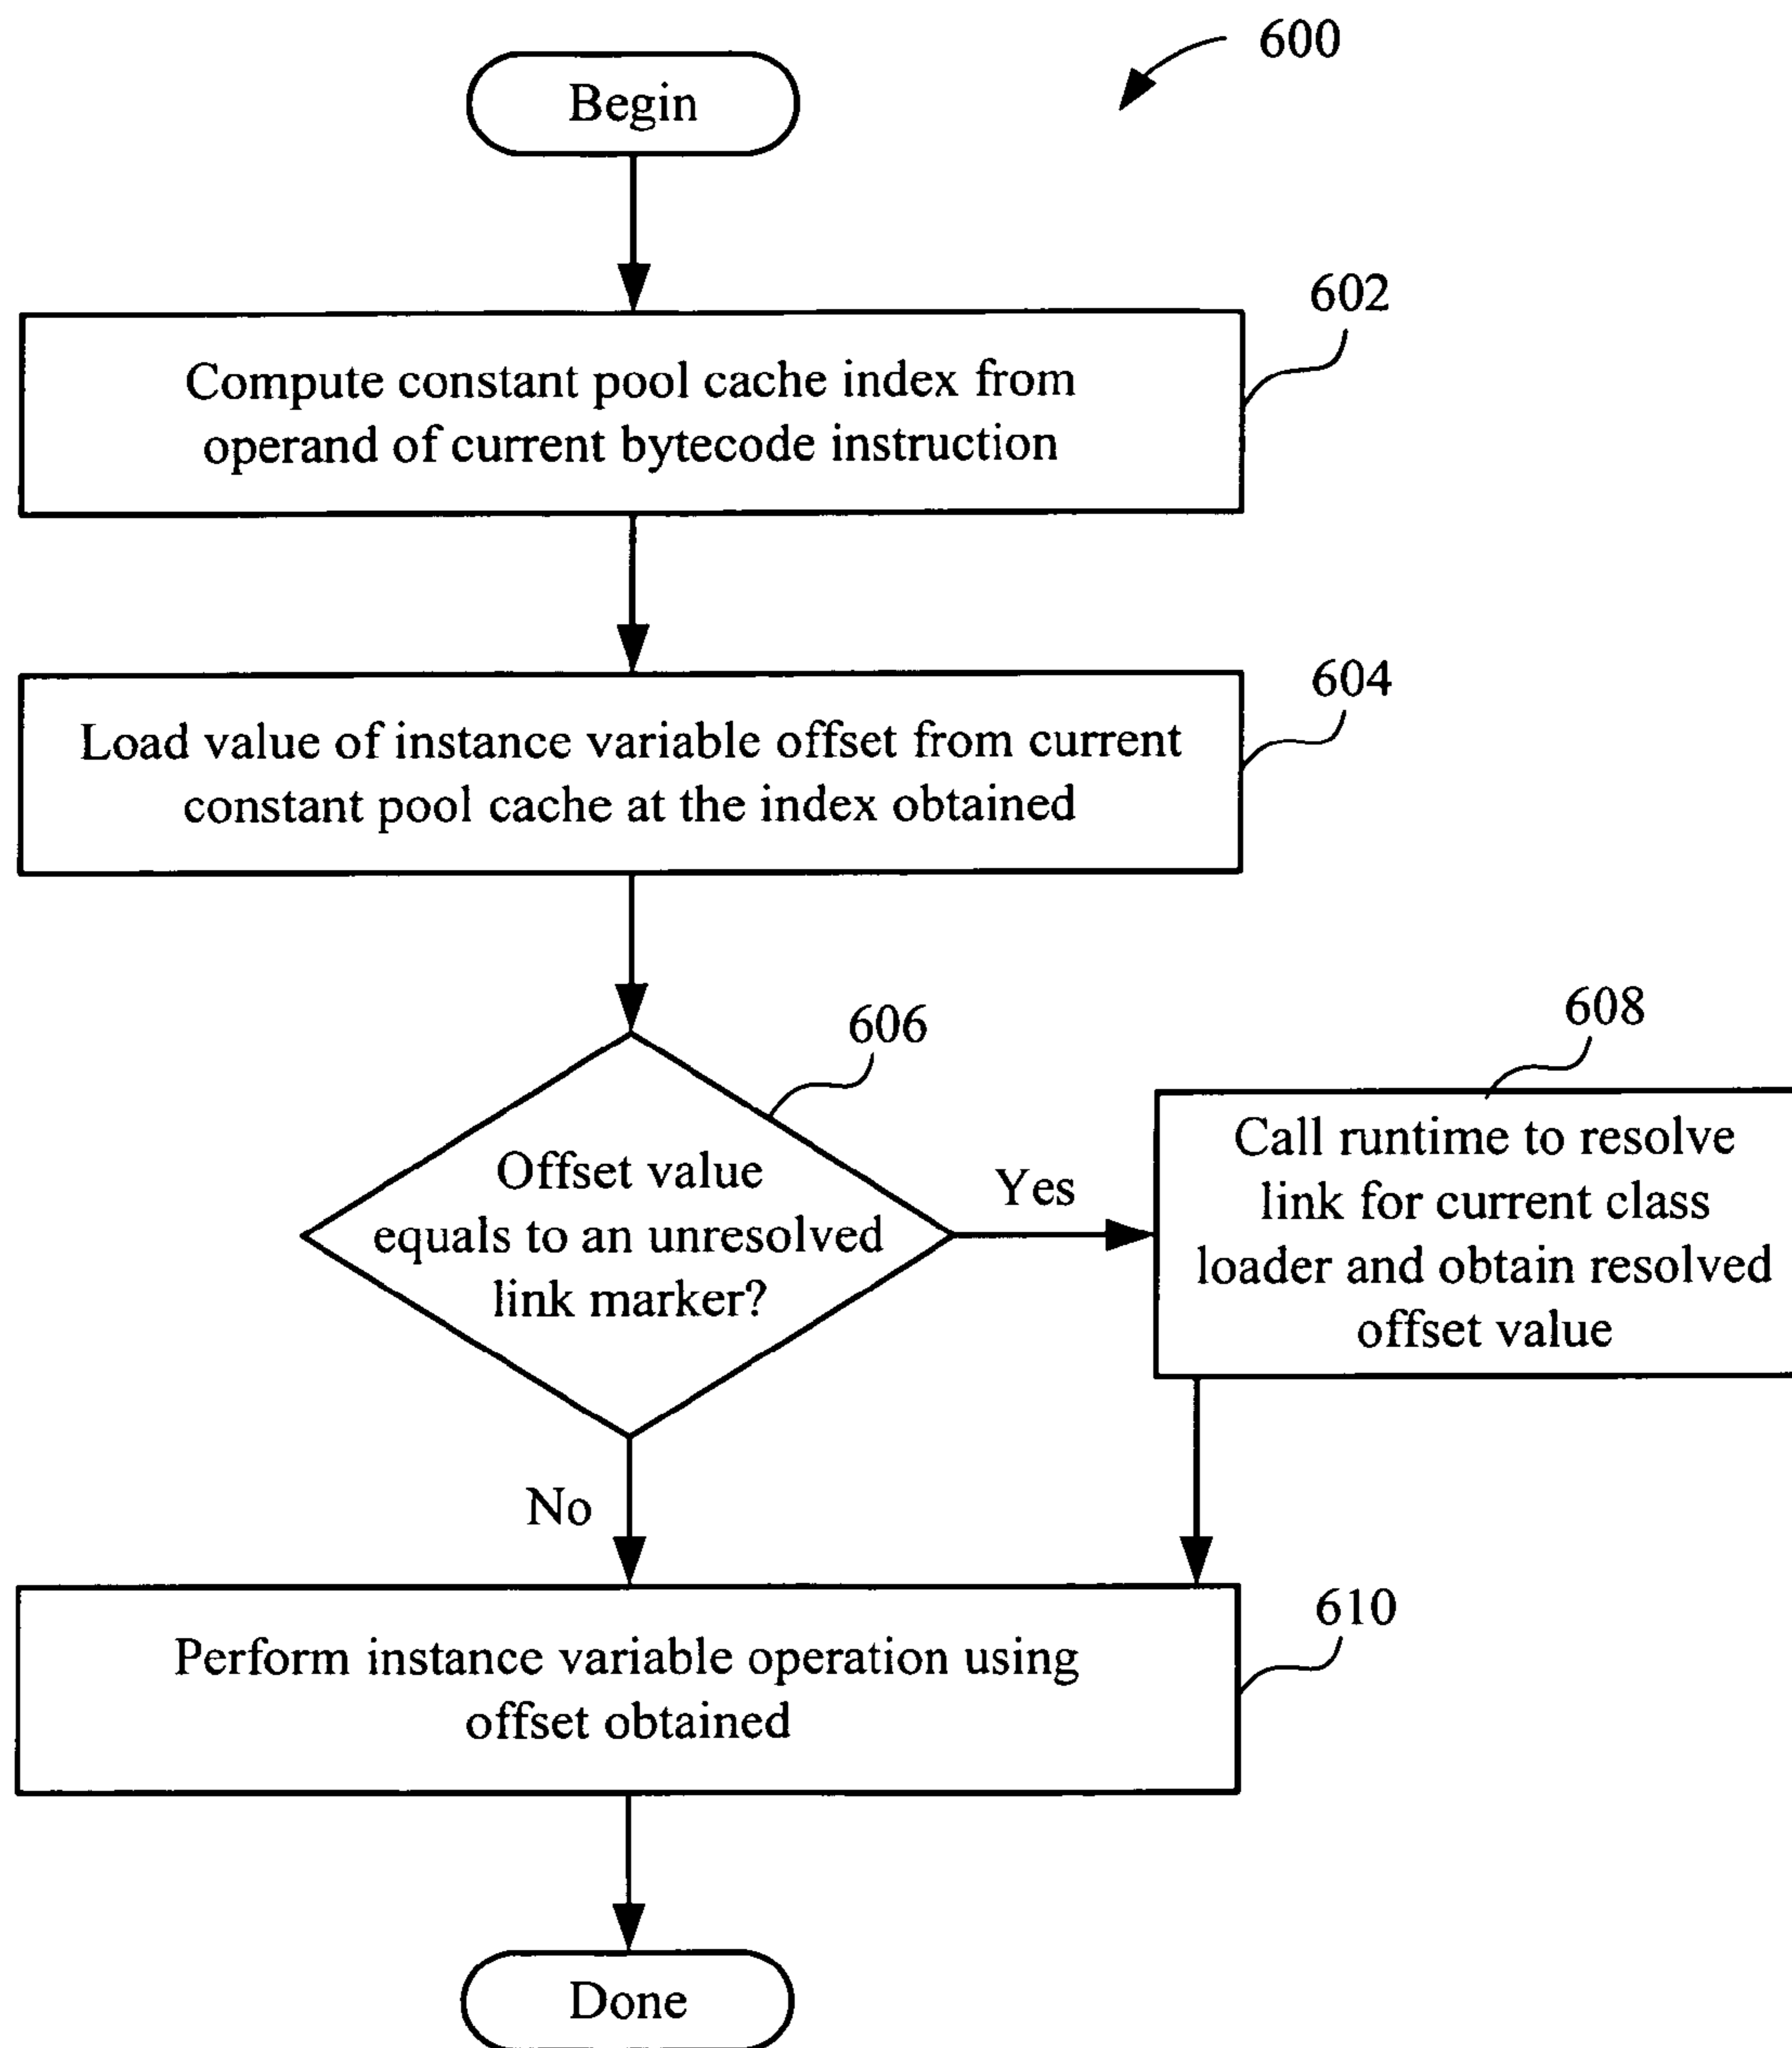 600
Begin
602
Compute constant pool cache index from
operand of current bytecode instruction
604
Load value of instance variable offset from current
constant pool cache at the index obtained
606
Offset value
equals to an unresolved
link marker?
Yes
608
Call runtime to resolve
link for current class
loader and obtain resolved
offset value
No
610
Perform instance variable operation using
offset obtained
Done